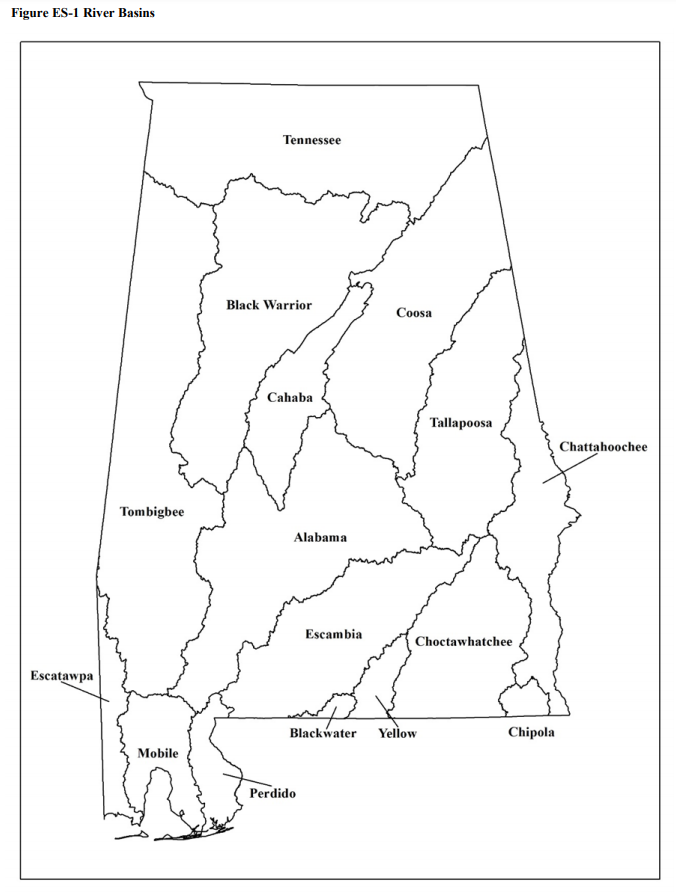 Figure ES-1 River Basins
Tennessee
Black Warrior
Coosa
Cahaba
Tallapoosa
Chattahoochee
Tombigbee
Alabama
Escambia
Choctawhatchee
Escatawpa
Blackwater
Yellow
Chipola
Mobile
Perdido